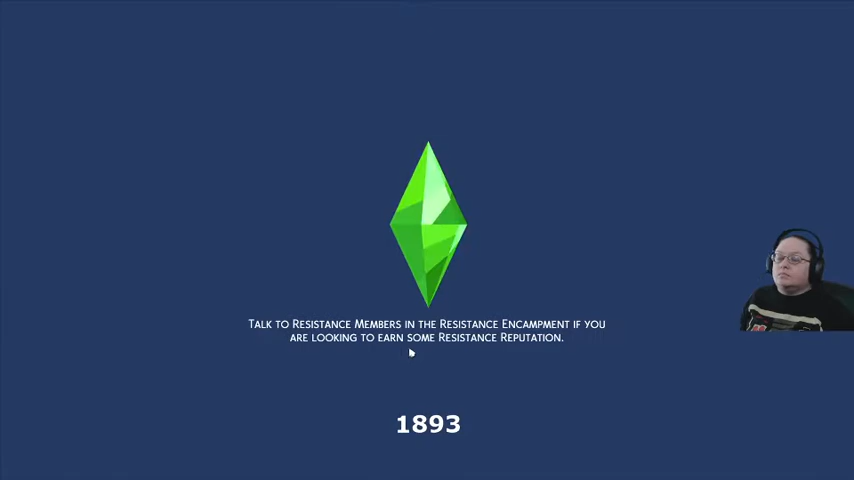 Talk to Resistance Members in the Resistance Encampment if you
are looking to earn some Resistance Reputation.
1893